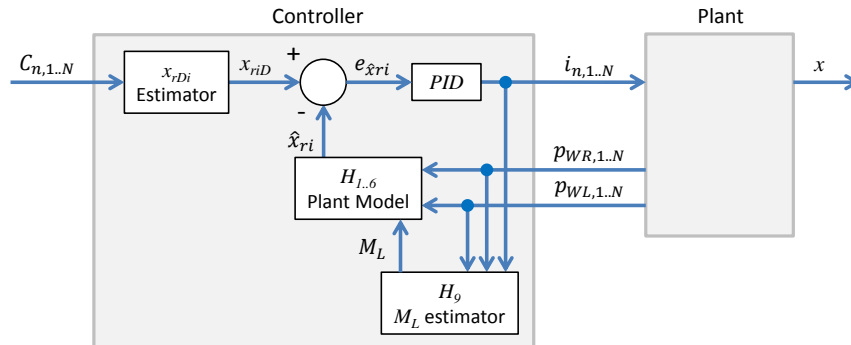 Controller
Plant
C_{n,1..N}
x_{rDi}
Estimator
x_{riD}
+
-
e_{x̂ri}
PID
i_{n,1..N}
x
x̂_{ri}
H_{1..6}
Plant Model
p_{WR,1..N}
p_{WL,1..N}
M_L
H_9
M_L estimator